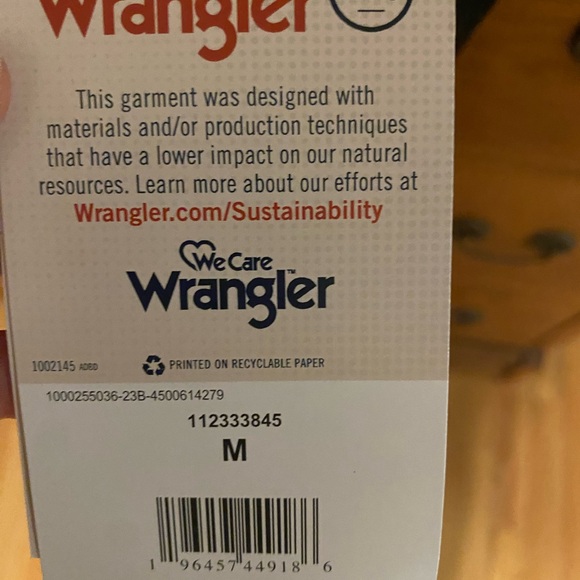 Wrangler
This garment was designed with
materials and/or production techniques
that have a lower impact on our natural
resources. Learn more about our efforts at
Wrangler.com/Sustainability
We Care
Wrangler™
1002145 PRINTED ON RECYCLABLE PAPER
1000255036-23B-4500614279
112333845
M
1 96457 44918 6